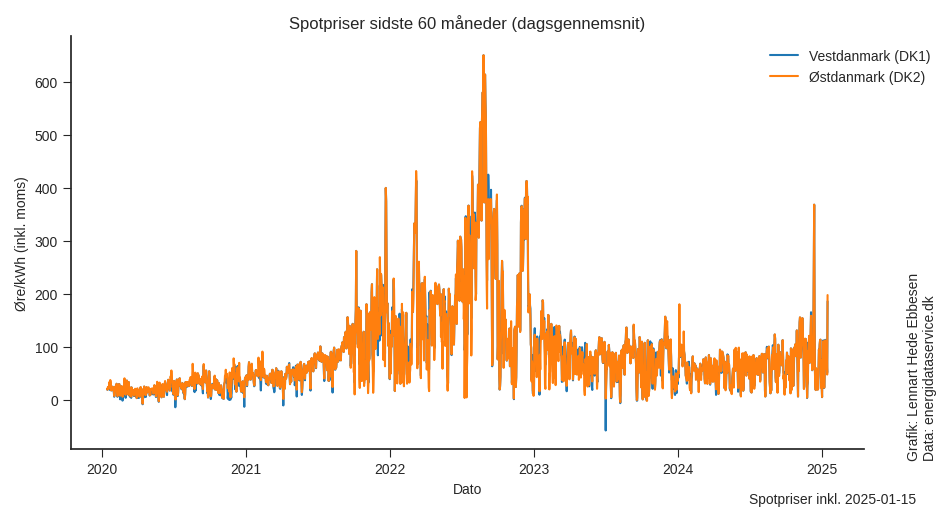 Spotpriser sidste 60 måneder (dagsgennemsnit)
Vestdanmark (DK1)
Østdanmark (DK2)
Øre/kWh (inkl. moms)
600
500
400
300
200
100
0
2020
2021
2022
2023
2024
2025
Dato
Grafik: Lennart Hede Ebbesen
Data: energidataservice.dk
Spotpriser inkl. 2025-01-15